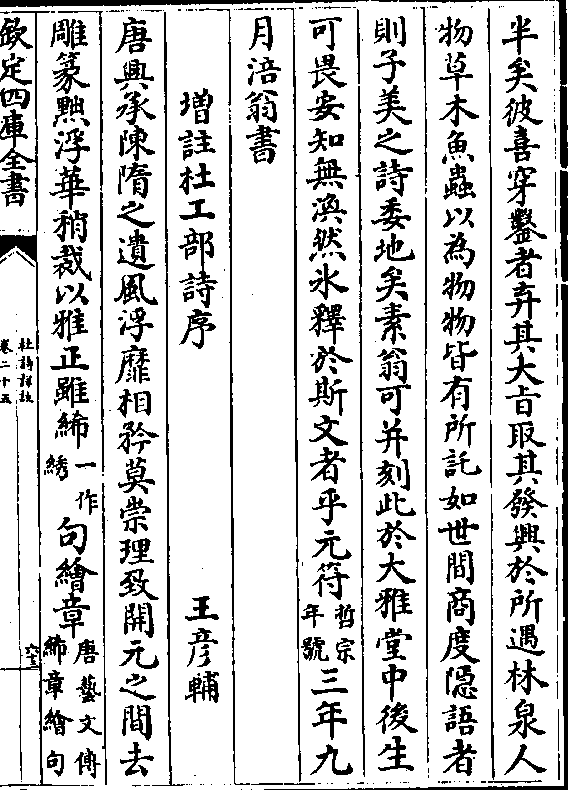 半矣彼喜穿鑿者弃其大㫖取其發興於所遇林泉人
物草木魚蟲以為物物皆有所託如世間商度隱語者
則子美之詩委地矣素翁可并刻此於大雅堂中後生
可畏安知無渙然氷釋於斯文者乎元符哲宗年號三年九
月涪翁書
增註杜工部詩序
王彦輔
唐興承陳隋之遺風浮靡相矜莫崇理致開元之間去
雕篆黜浮華稍裁以雅正雖絺一作綉句繪章唐藝文傳絺章繪句
欽定四庫全書
杜詩詳註
卷二十五